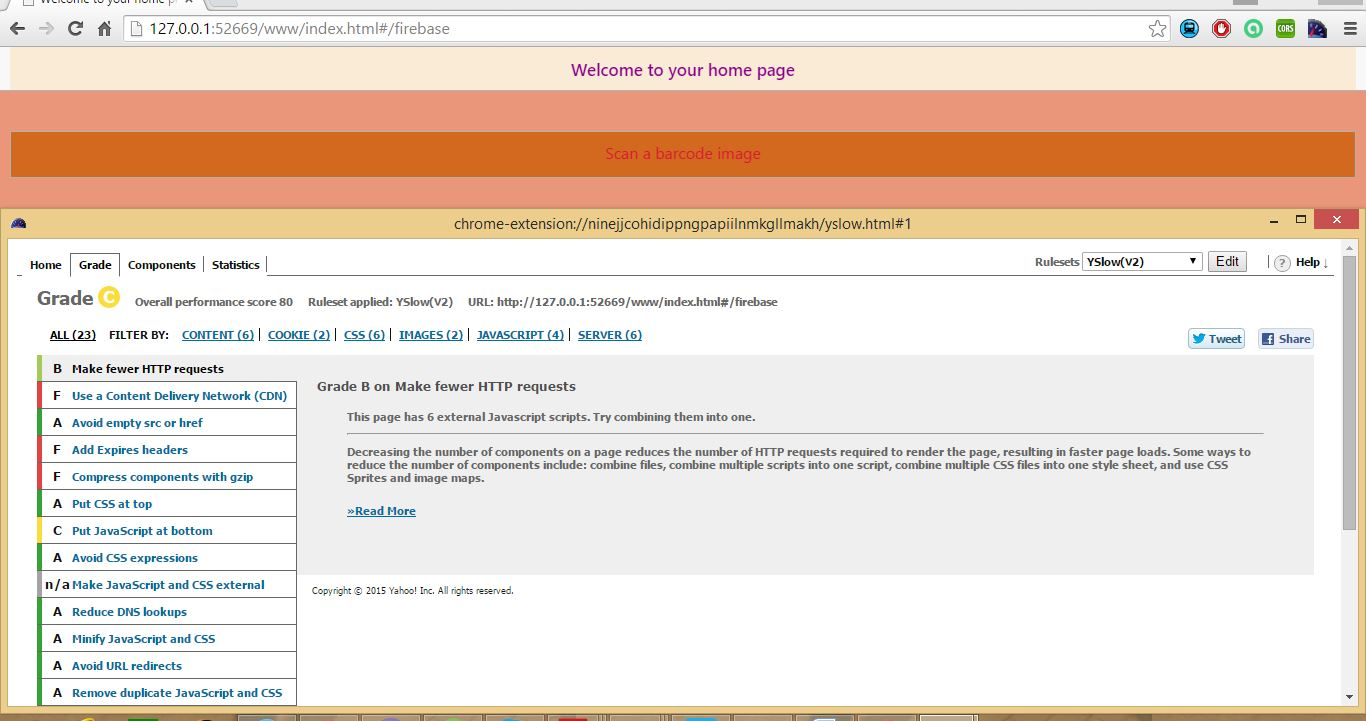 Welcome to your home p
127.0.0.1:52669/www/index.html#/firebase
CORS
Welcome to your home page
Scan a barcode image
chrome-extension://ninejjcohidippngpapiilnmkgllmakh/yslow.html#1
Home Grade Components Statistics Rulesets YSlow(V2) Edit ? Help ↓
Grade C Overall performance score 80 Ruleset applied: YSlow(V2) URL: http://127.0.0.1:52669/www/index.html#/firebase
ALL (23) FILTER BY: CONTENT (6) | COOKIE (2) | CSS (6) | IMAGES (2) | JAVASCRIPT (4) | SERVER (6)
Tweet Share
B Make fewer HTTP requests
F Use a Content Delivery Network (CDN)
A Avoid empty src or href
F Add Expires headers
F Compress components with gzip
A Put CSS at top
C Put JavaScript at bottom
A Avoid CSS expressions
n/a Make JavaScript and CSS external
A Reduce DNS lookups
A Minify JavaScript and CSS
A Avoid URL redirects
A Remove duplicate JavaScript and CSS
Grade B on Make fewer HTTP requests
This page has 6 external Javascript scripts. Try combining them into one.
Decreasing the number of components on a page reduces the number of HTTP requests required to render the page, resulting in faster page loads. Some ways to
reduce the number of components include: combine files, combine multiple scripts into one script, combine multiple CSS files into one style sheet, and use CSS
Sprites and image maps.
»Read More
Copyright © 2015 Yahoo! Inc. All rights reserved.